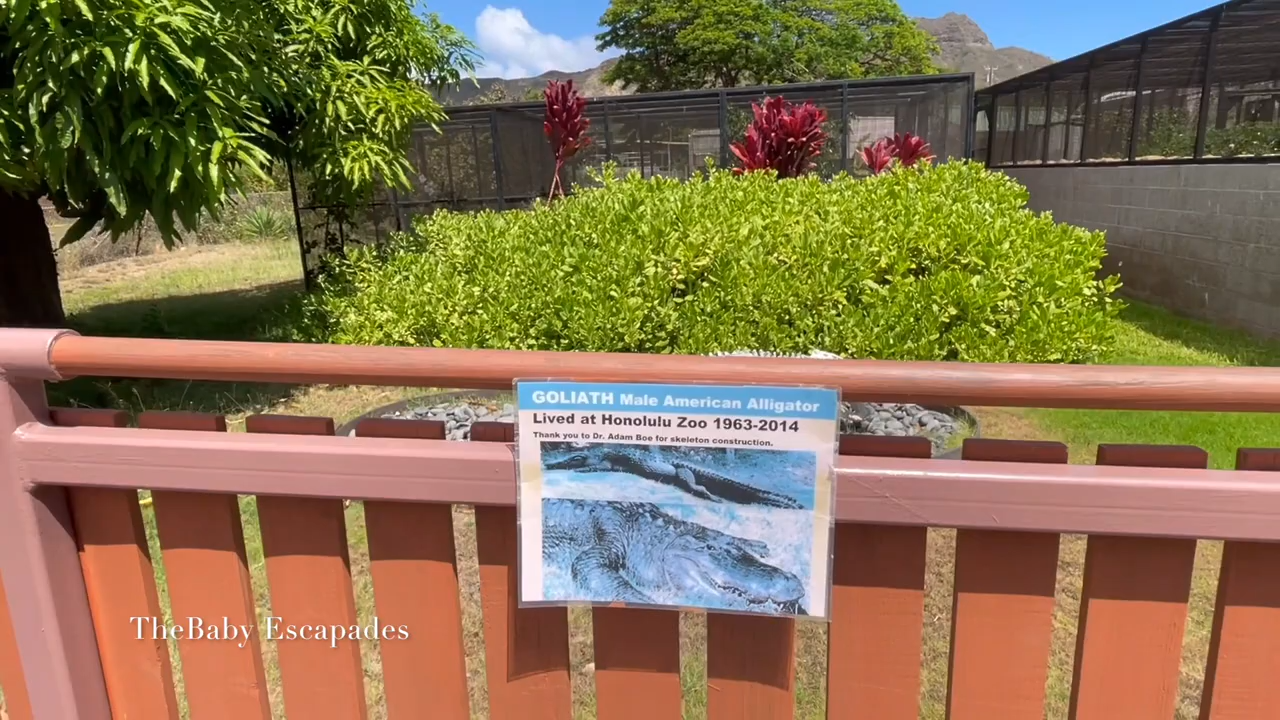 GOLIATH Male American Alligator
Lived at Honolulu Zoo 1963-2014
Thank you to Dr. Adam Boe for skeleton construction.
TheBaby Escapades